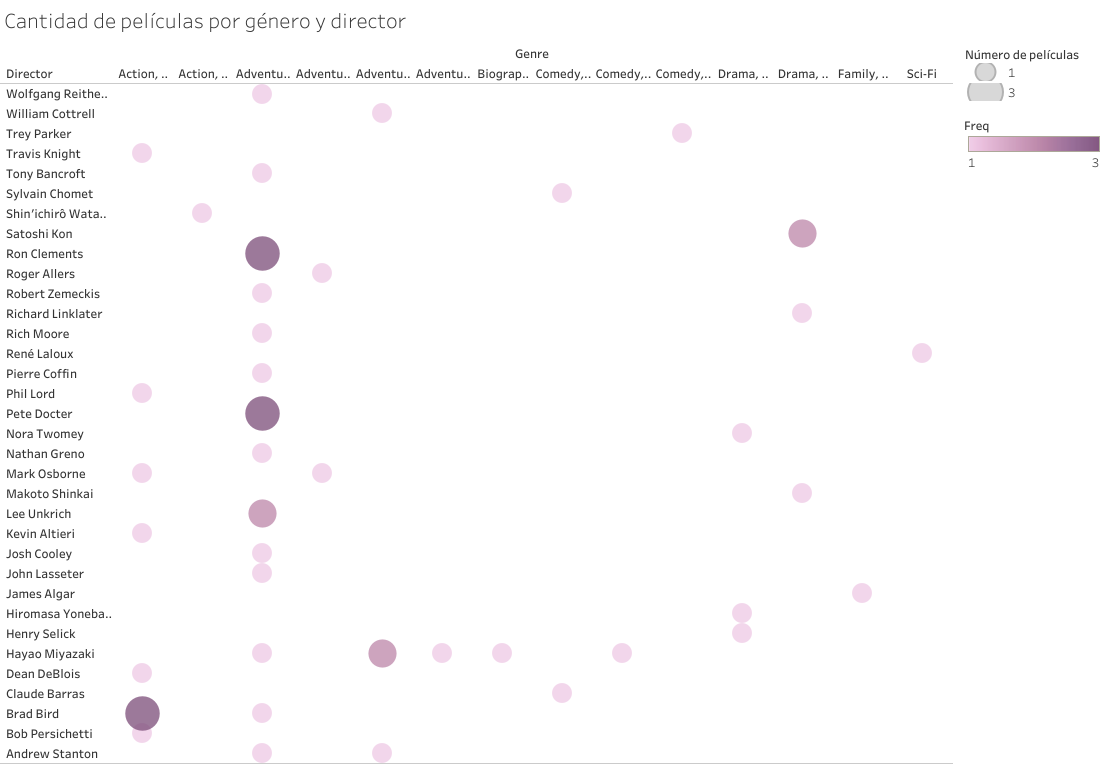 Cantidad de películas por género y director
Genre
Director Action, .. Action, .. Adventu.. Adventu.. Adventu.. Adventu.. Biograp.. Comedy,.. Comedy,.. Comedy,.. Drama, .. Drama, .. Family, .. Sci-Fi
Wolfgang Reithe..
William Cottrell
Trey Parker
Travis Knight
Tony Bancroft
Sylvain Chomet
Shin'ichirô Wata..
Satoshi Kon
Ron Clements
Roger Allers
Robert Zemeckis
Richard Linklater
Rich Moore
René Laloux
Pierre Coffin
Phil Lord
Pete Docter
Nora Twomey
Nathan Greno
Mark Osborne
Makoto Shinkai
Lee Unkrich
Kevin Altieri
Josh Cooley
John Lasseter
James Algar
Hiromasa Yoneba..
Henry Selick
Hayao Miyazaki
Dean DeBlois
Claude Barras
Brad Bird
Bob Persichetti
Andrew Stanton
Número de películas
1
3
Freq
1 3